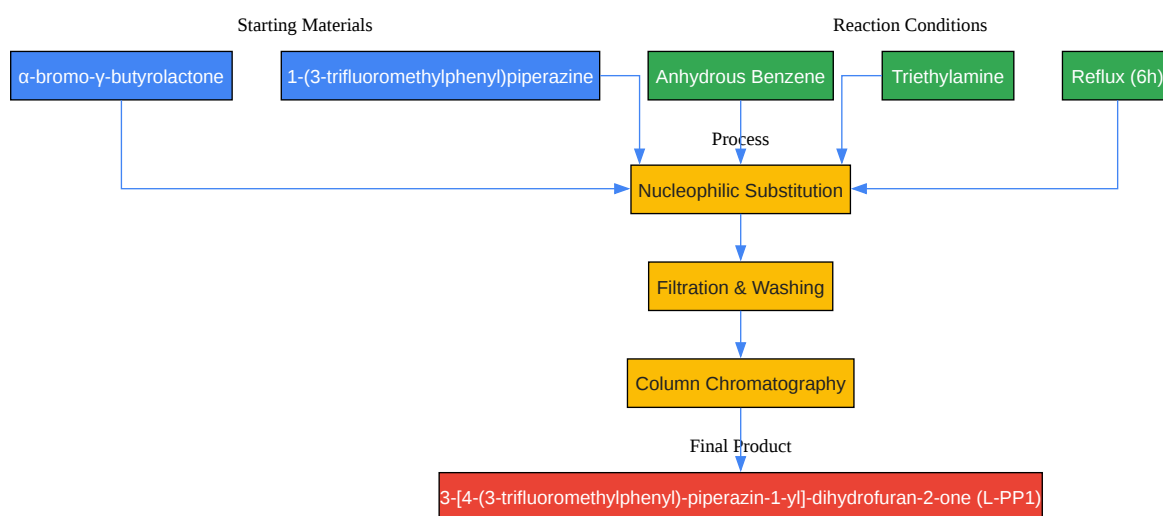 Starting Materials
Reaction Conditions
α-bromo-γ-butyrolactone
1-(3-trifluoromethylphenyl)piperazine
Anhydrous Benzene
Triethylamine
Reflux (6h)
Process
Nucleophilic Substitution
Filtration & Washing
Column Chromatography
Final Product
3-[4-(3-trifluoromethylphenyl)-piperazin-1-yl]-dihydrofuran-2-one (L-PP1)